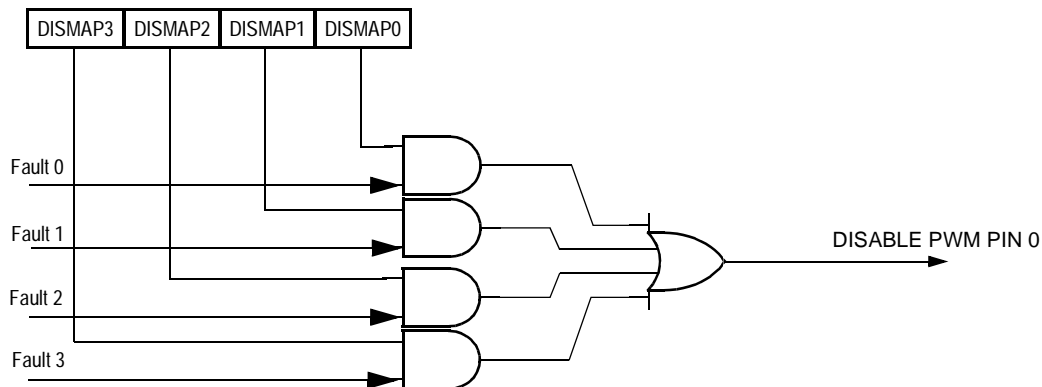 DISMAP3 DISMAP2 DISMAP1 DISMAP0
Fault 0
Fault 1
DISABLE PWM PIN 0
Fault 2
Fault 3